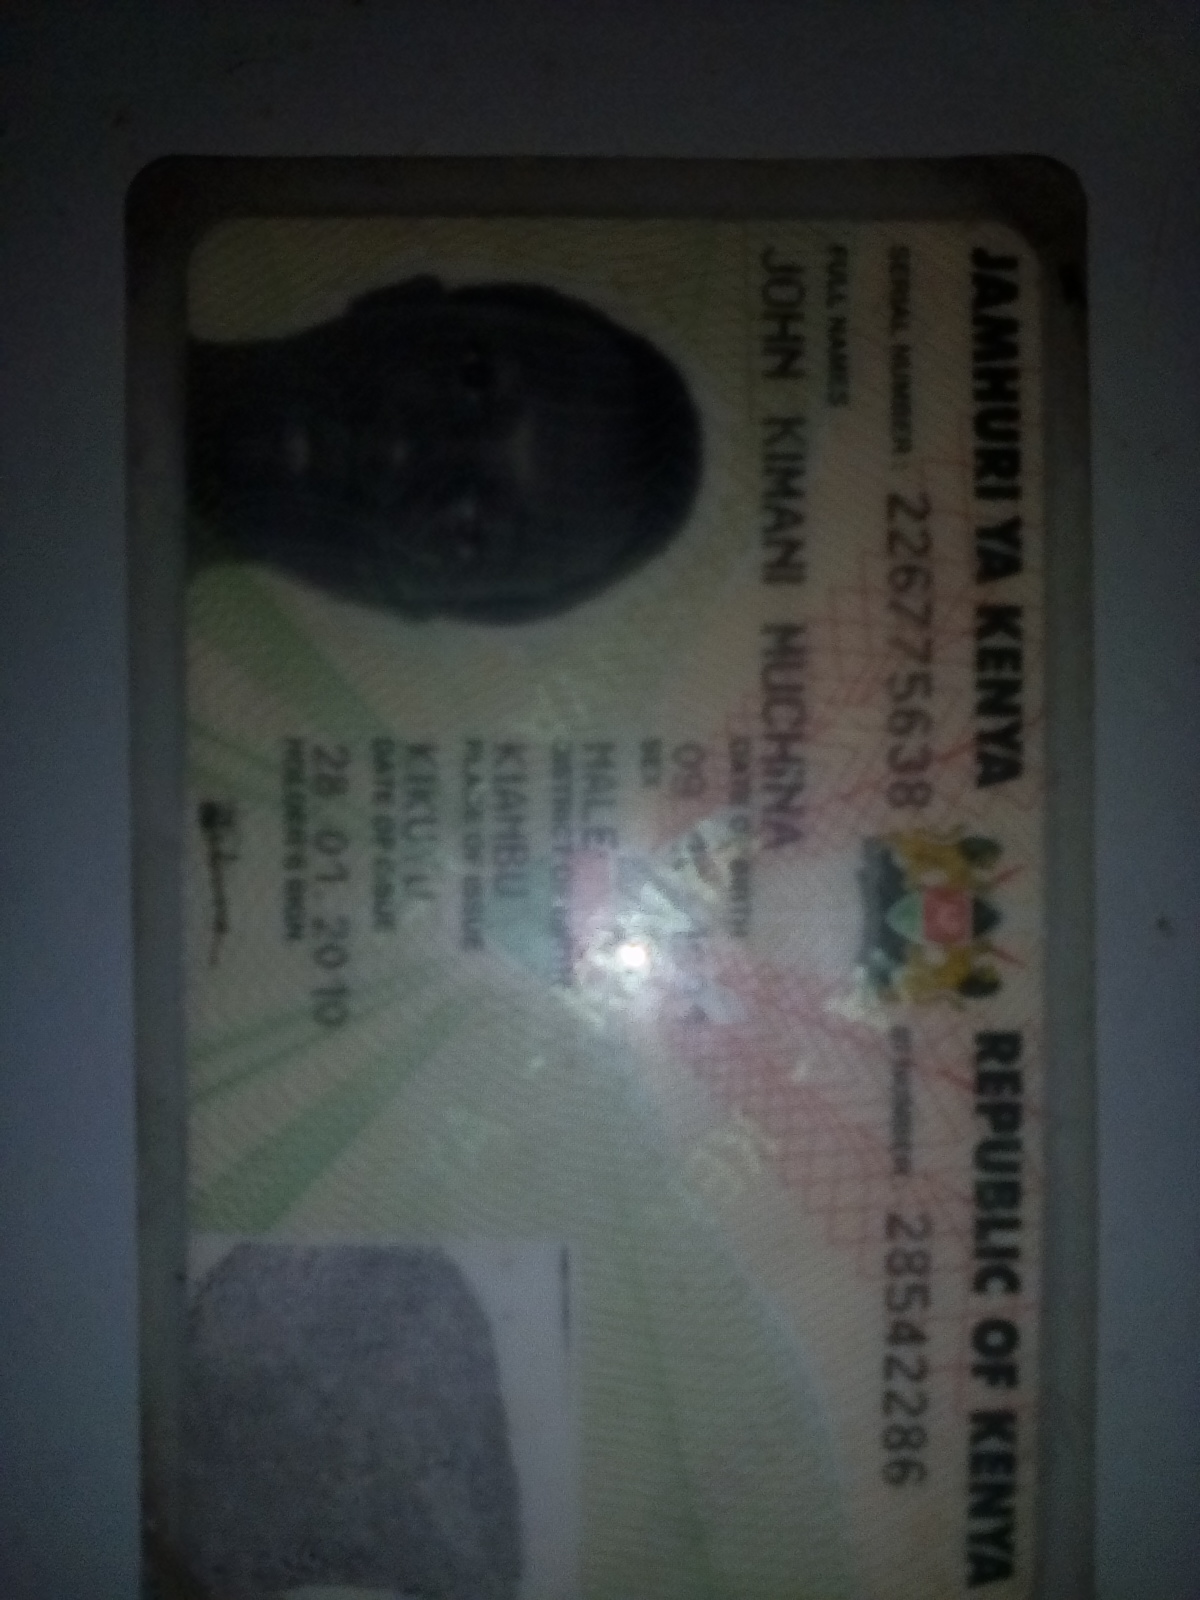 JAMHURI YA KENYA REPUBLIC OF KENYA
SERIAL NUMBER: 226775638 ID NUMBER: 28542286
FULL NAMES
JOHN KIMANI MUCHINA
DATE OF BIRTH
09
SEX
MALE
DISTRICT OF BIRTH
KIAMBU
PLACE OF ISSUE
KIKUYU
DATE OF ISSUE
28.01.2010
HOLDER'S SIGN.